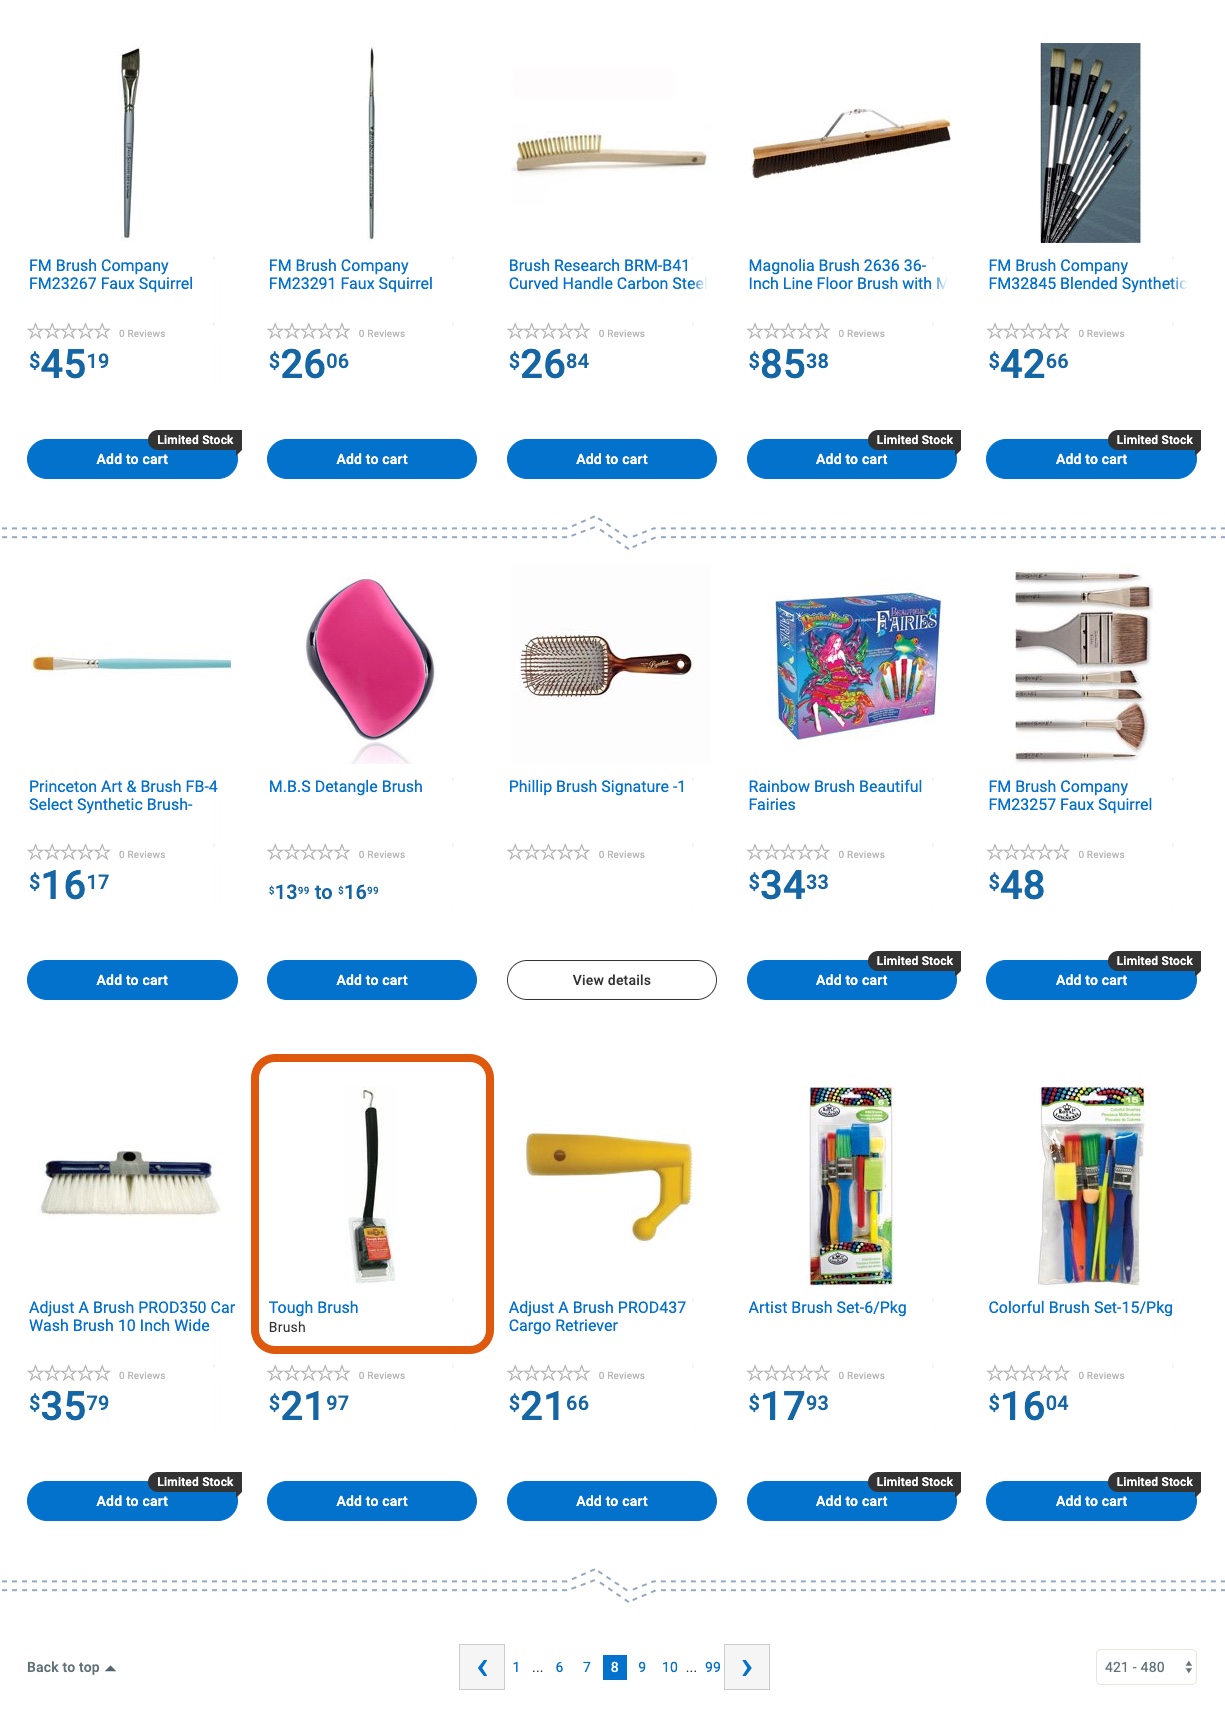 FM Brush Company
FM23267 Faux Squirrel
0 Reviews
$45 19
Limited Stock
Add to cart
FM Brush Company
FM23291 Faux Squirrel
0 Reviews
$26 06
Add to cart
Brush Research BRM-B41
Curved Handle Carbon Steel
0 Reviews
$26 84
Add to cart
Magnolia Brush 2636 36-
Inch Line Floor Brush with M
0 Reviews
$85 38
Limited Stock
Add to cart
FM Brush Company
FM32845 Blended Synthetic
0 Reviews
$42 66
Limited Stock
Add to cart
Princeton Art & Brush FB-4
Select Synthetic Brush-
0 Reviews
$16 17
Add to cart
M.B.S Detangle Brush
0 Reviews
$13 99 to $16 99
Add to cart
Phillip Brush Signature -1
0 Reviews
View details
BEAUTIFUL
FAIRIES
Rainbow Brush Beautiful
Fairies
0 Reviews
$34 33
Limited Stock
Add to cart
FM Brush Company
FM23257 Faux Squirrel
0 Reviews
$48
Limited Stock
Add to cart
Adjust A Brush PROD350 Car
Wash Brush 10 Inch Wide
0 Reviews
$35 79
Limited Stock
Add to cart
Tough Brush
Brush
0 Reviews
$21 97
Add to cart
Adjust A Brush PROD437
Cargo Retriever
0 Reviews
$21 66
Add to cart
Artist Brush Set-6/Pkg
0 Reviews
$17 93
Limited Stock
Add to cart
Colorful Brush Set-15/Pkg
0 Reviews
$16 04
Limited Stock
Add to cart
Back to top
1 ... 6 7 8 9 10 ... 99
421 - 480